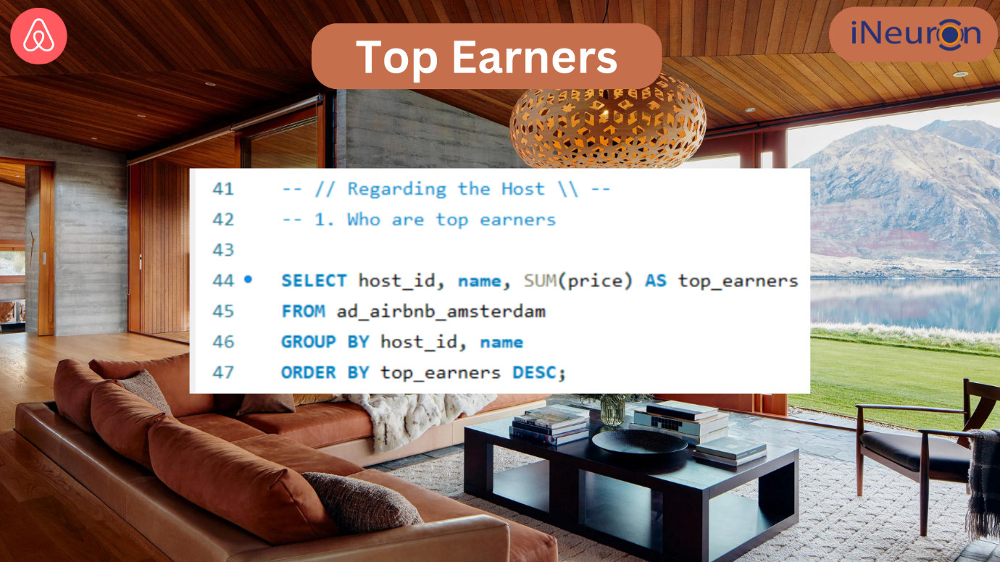 Top Earners
iNeuron
41 -- // Regarding the Host \\ --
42 -- 1. Who are top earners
43
44 SELECT host_id, name, SUM(price) AS top_earners
45 FROM ad_airbnb_amsterdam
46 GROUP BY host_id, name
47 ORDER BY top_earners DESC;